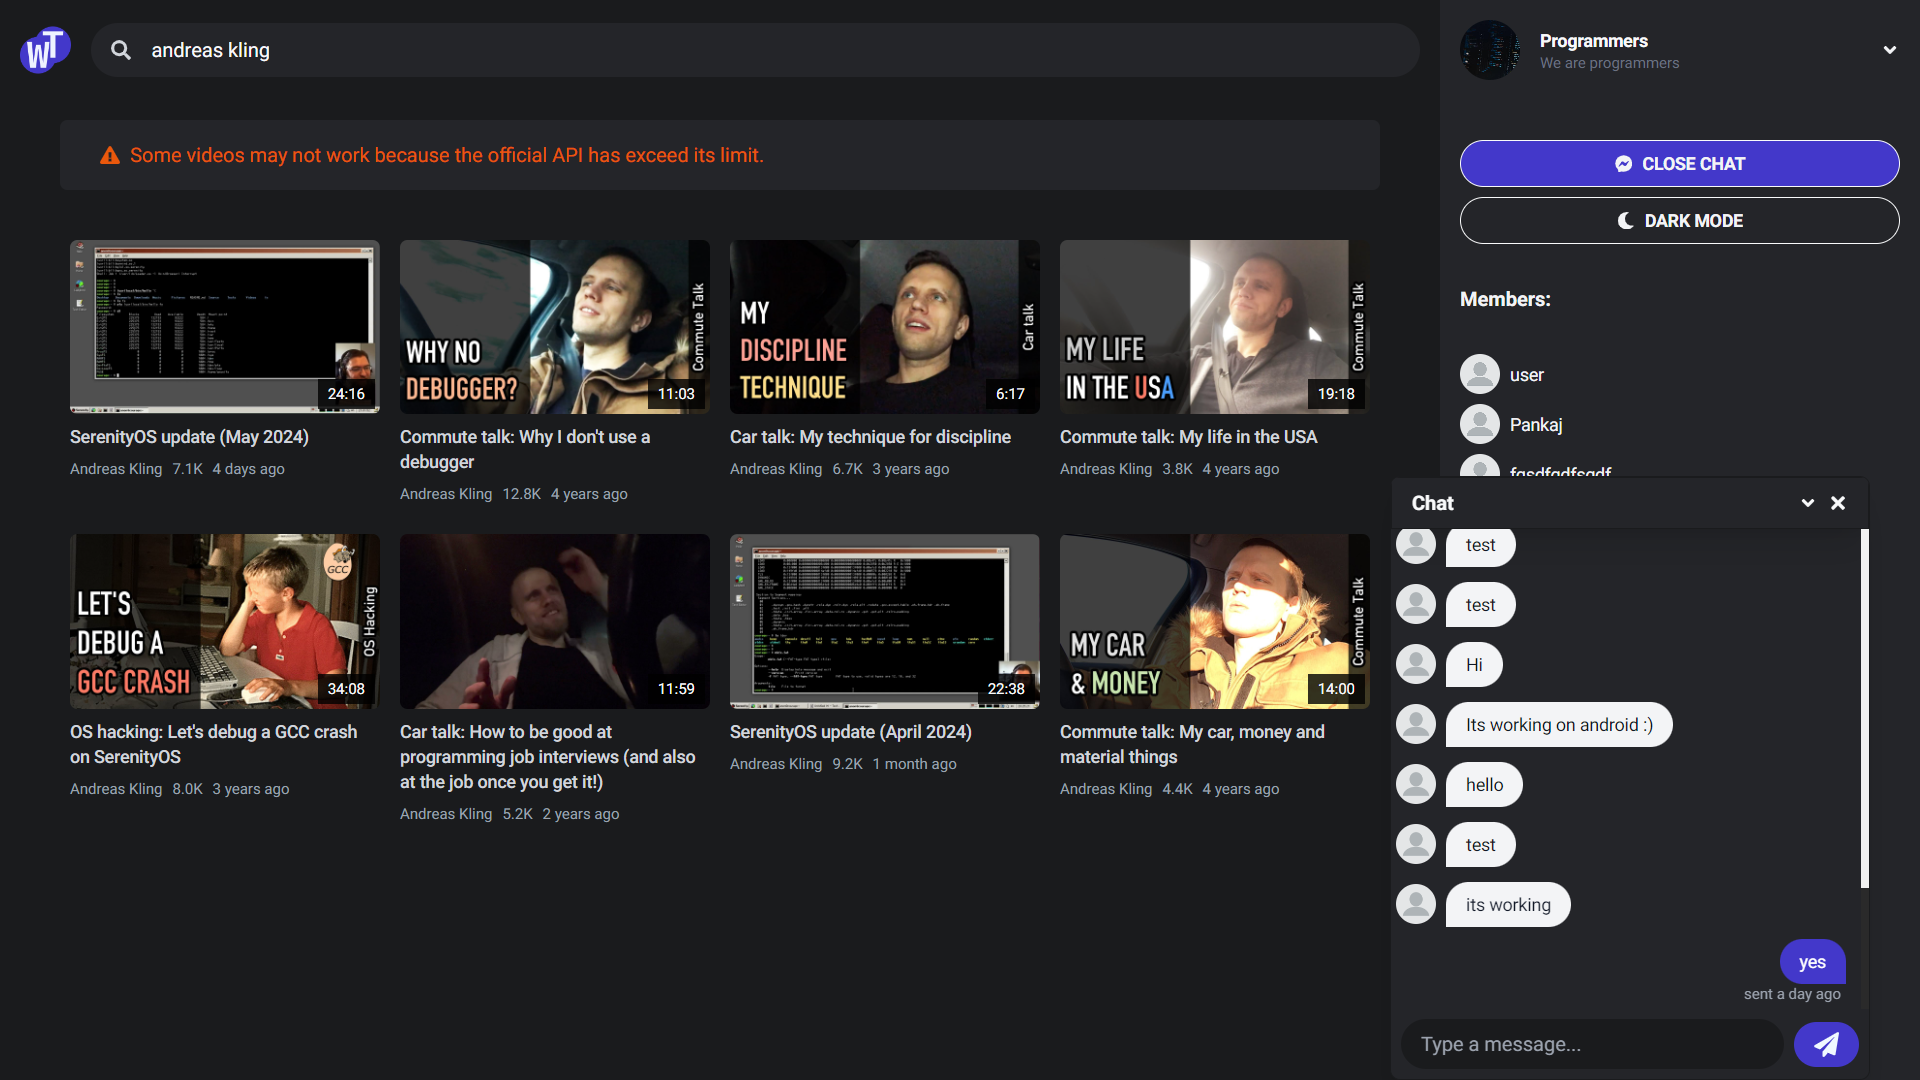 WT
andreas kling
Programmers
We are programmers
Some videos may not work because the official API has exceed its limit.
CLOSE CHAT
DARK MODE
Members:
user
Pankaj
24:16
SerenityOS update (May 2024)
Andreas Kling 7.1K 4 days ago
WHY NO
DEBUGGER?
Commute Talk
11:03
Commute talk: Why I don't use a
debugger
Andreas Kling 12.8K 4 years ago
MY
DISCIPLINE
TECHNIQUE
Car talk
6:17
Car talk: My technique for discipline
Andreas Kling 6.7K 3 years ago
MY LIFE
IN THE USA
Commute Talk
19:18
Commute talk: My life in the USA
Andreas Kling 3.8K 4 years ago
LET'S
DEBUG A
GCC CRASH
GCC
OS Hacking
34:08
OS hacking: Let's debug a GCC crash
on SerenityOS
Andreas Kling 8.0K 3 years ago
11:59
Car talk: How to be good at
programming job interviews (and also
at the job once you get it!)
Andreas Kling 5.2K 2 years ago
22:38
SerenityOS update (April 2024)
Andreas Kling 9.2K 1 month ago
MY CAR
& MONEY
Commute Talk
14:00
Commute talk: My car, money and
material things
Andreas Kling 4.4K 4 years ago
Chat
test
test
Hi
Its working on android :)
hello
test
its working
yes
sent a day ago
Type a message...